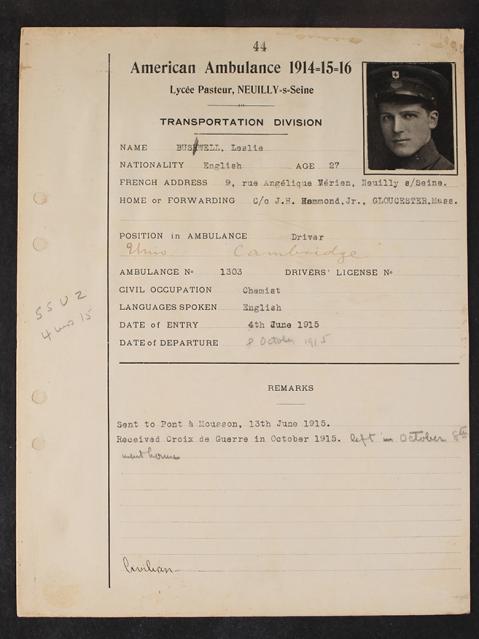 44
American Ambulance 1914=15=16
Lycée Pasteur, NEUILLY-s-Seine
TRANSPORTATION DIVISION
NAME BUSWELL, Leslie
NATIONALITY English AGE 27
FRENCH ADDRESS 9, rue Angélique Vérien, Neuilly s/Seine.
HOME or FORWARDING C/o J.H. Hammond,Jr., GLOUCESTER,Mass.
POSITION in AMBULANCE Driver
Univ Cambridge
AMBULANCE No 1303 DRIVERS' LICENSE No
CIVIL OCCUPATION Chemist
LANGUAGES SPOKEN English
DATE of ENTRY 4th June 1915
DATE of DEPARTURE 8 October 1915
SSU 2
4 mos 15
REMARKS
Sent to Pont à Mousson, 13th June 1915.
Received Croix de Guerre in October 1915. left in October 8th
went home
Civilian